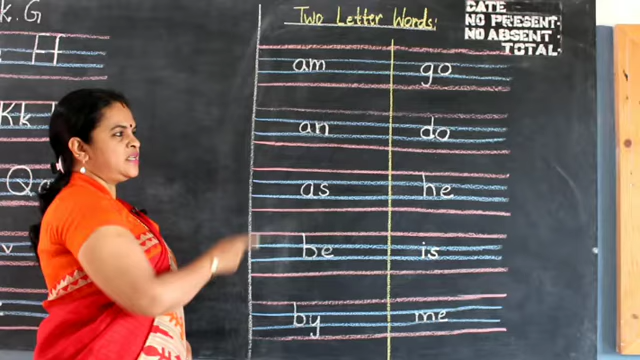 k. G
H
Kk
Q
v
Two Letter Words:
am go
an do
as he
be is
by me
DATE
NO PRESENT
NO ABSENT
TOTAL